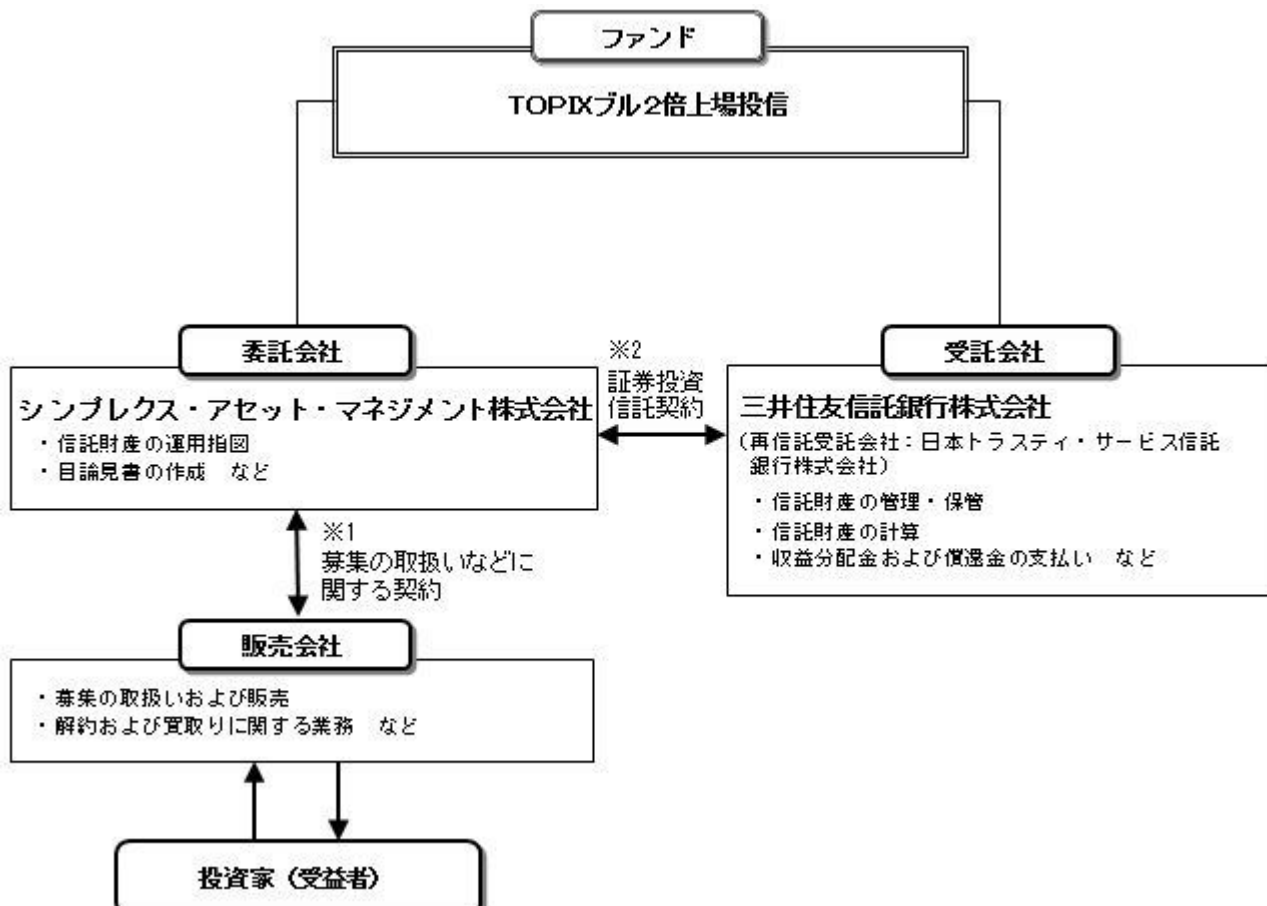 ファンド
TOPIXブル2倍上場投信
委託会社
シンプレクス・アセット・マネジメント株式会社
・信託財産の運用指図
・目論見書の作成　など
※2
証券投資
信託契約
受託会社
三井住友信託銀行株式会社
(再信託受託会社：日本トラスティ・サービス信託
銀行株式会社)
・信託財産の管理・保管
・信託財産の計算
・収益分配金および償還金の支払い　など
※1
募集の取扱いなどに
関する契約
販売会社
・募集の取扱いおよび販売
・解約および買取りに関する業務　など
投資家（受益者）